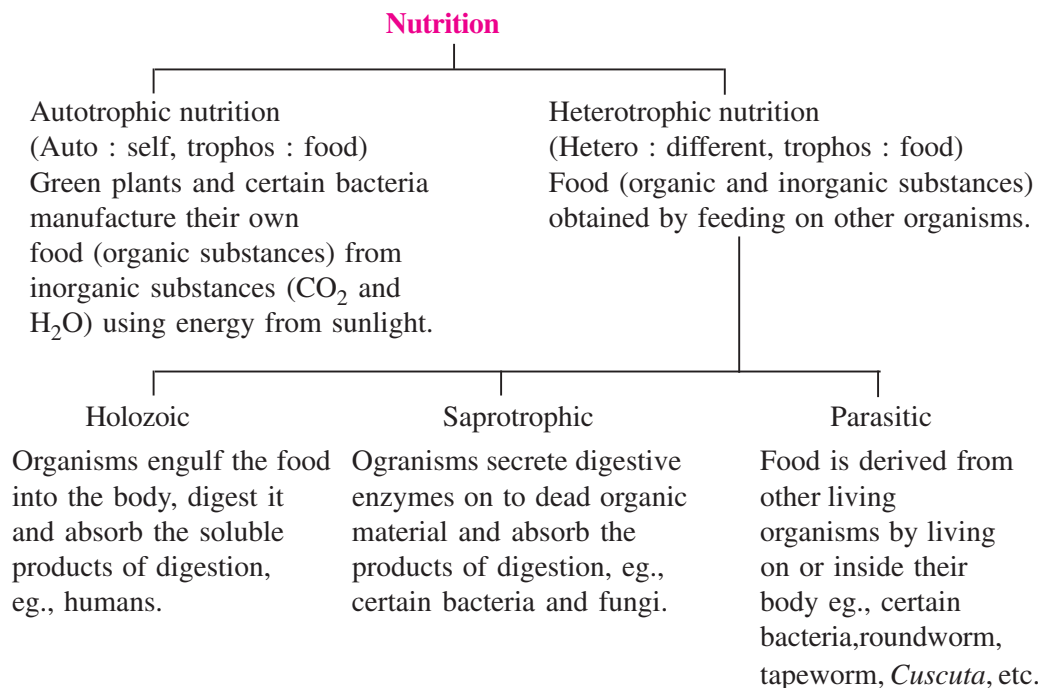 Nutrition
Autotrophic nutrition
(Auto : self, trophos : food)
Green plants and certain bacteria
manufacture their own
food (organic substances) from
inorganic substances (CO₂ and
H₂O) using energy from sunlight.
Heterotrophic nutrition
(Hetero : different, trophos : food)
Food (organic and inorganic substances)
obtained by feeding on other organisms.
Holozoic
Organisms engulf the food
into the body, digest it
and absorb the soluble
products of digestion,
eg., humans.
Saprotrophic
Ogranisms secrete digestive
enzymes on to dead organic
material and absorb the
products of digestion, eg.,
certain bacteria and fungi.
Parasitic
Food is derived from
other living
organisms by living
on or inside their
body eg., certain
bacteria,roundworm,
tapeworm, Cuscuta, etc.